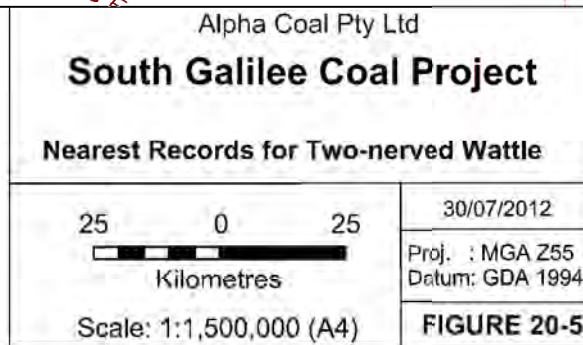 Alpha Coal Pty Ltd
South Galilee Coal Project
Nearest Records for Two-nerved Wattle
25 0 25
Kilometres
Scale: 1:1,500,000 (A4)
30/07/2012
Proj. : MGA Z55
Datum: GDA 1994
FIGURE 20-5